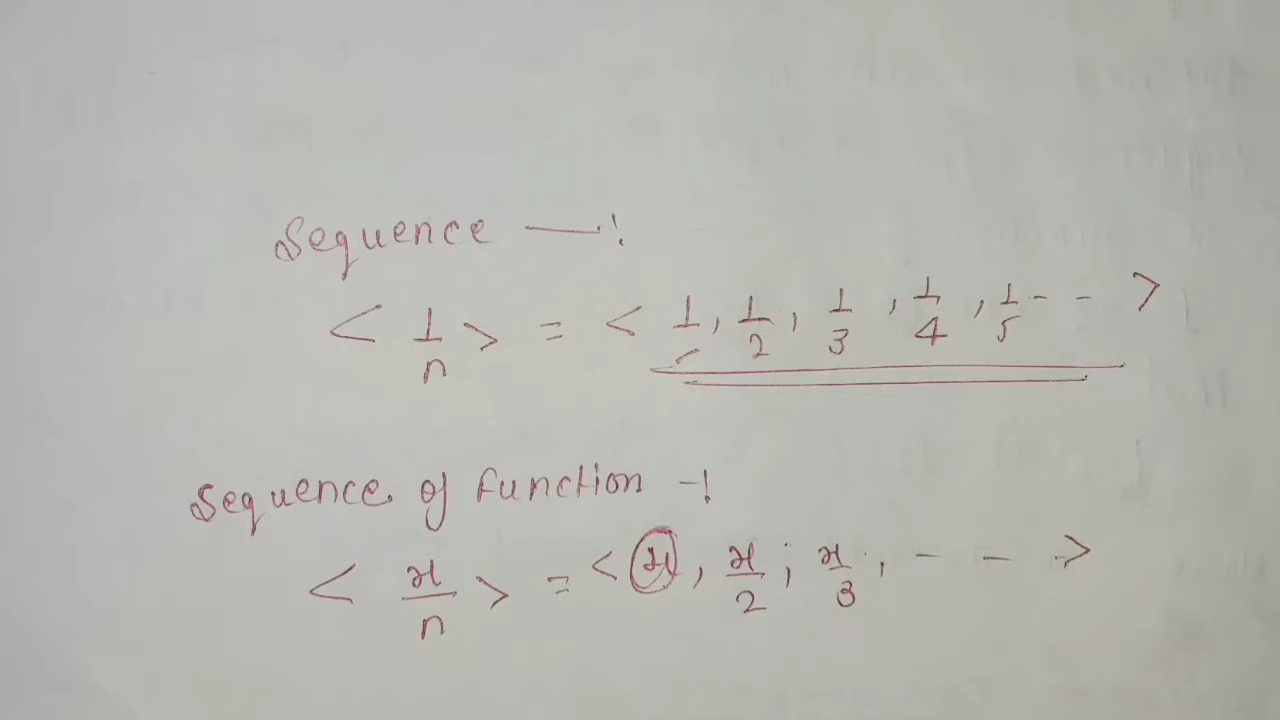 Sequence —:
< 1/n > = < 1, 1/2, 1/3, 1/4, 1/5 - - >
Sequence of function -:
< x/n > = < x, x/2; x/3, - - >